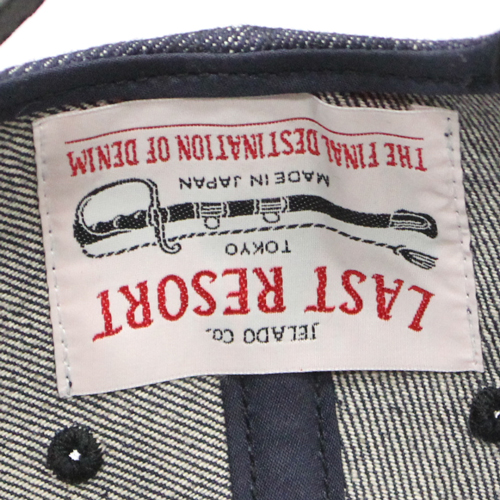 JELADO Co.
LAST RESORT
TOKYO
MADE IN JAPAN
THE FINAL DESTINATION OF DENIM